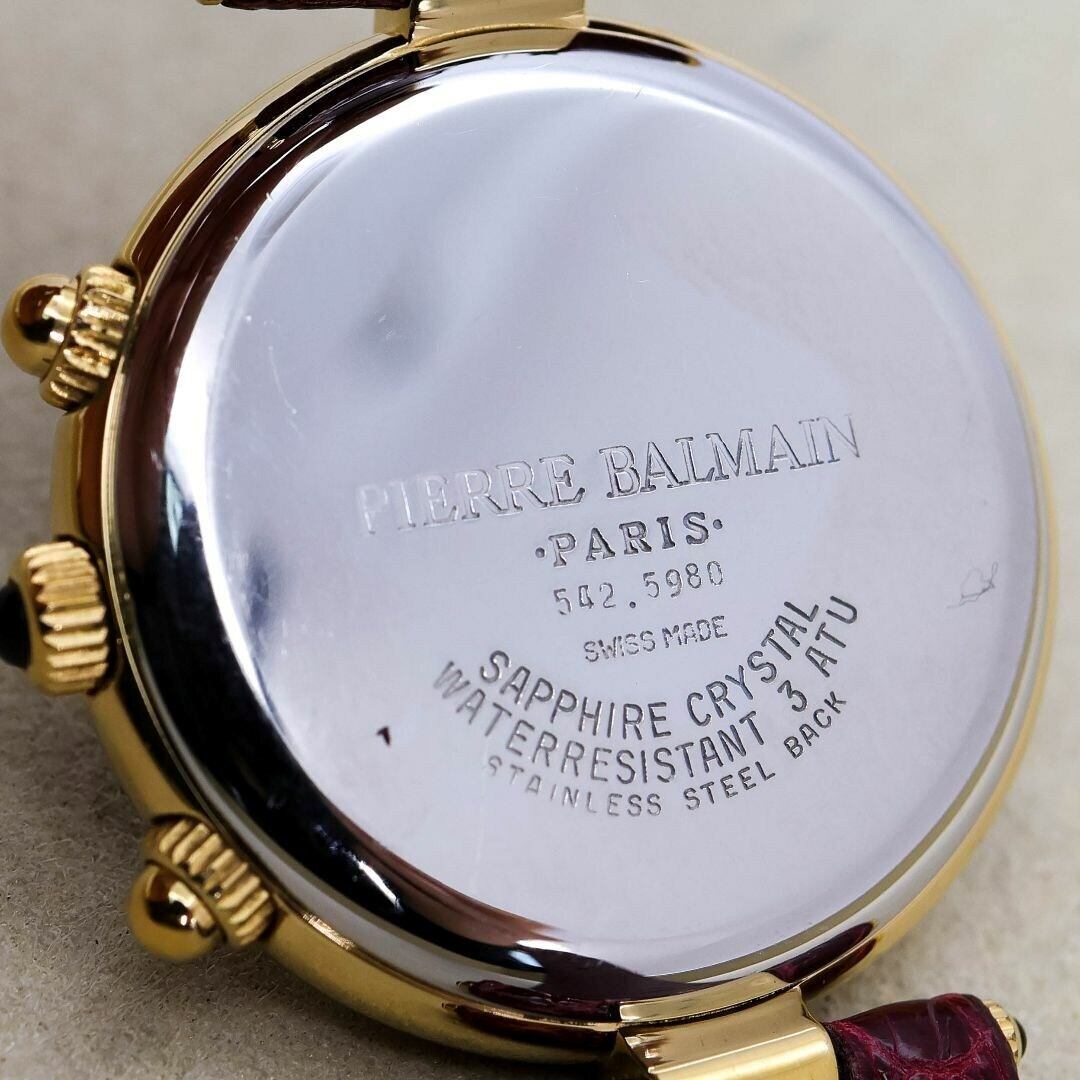 PIERRE BALMAIN
·PARIS·
542.5980
SWISS MADE
SAPPHIRE CRYSTAL
WATERRESISTANT 3 ATU
STAINLESS STEEL BACK